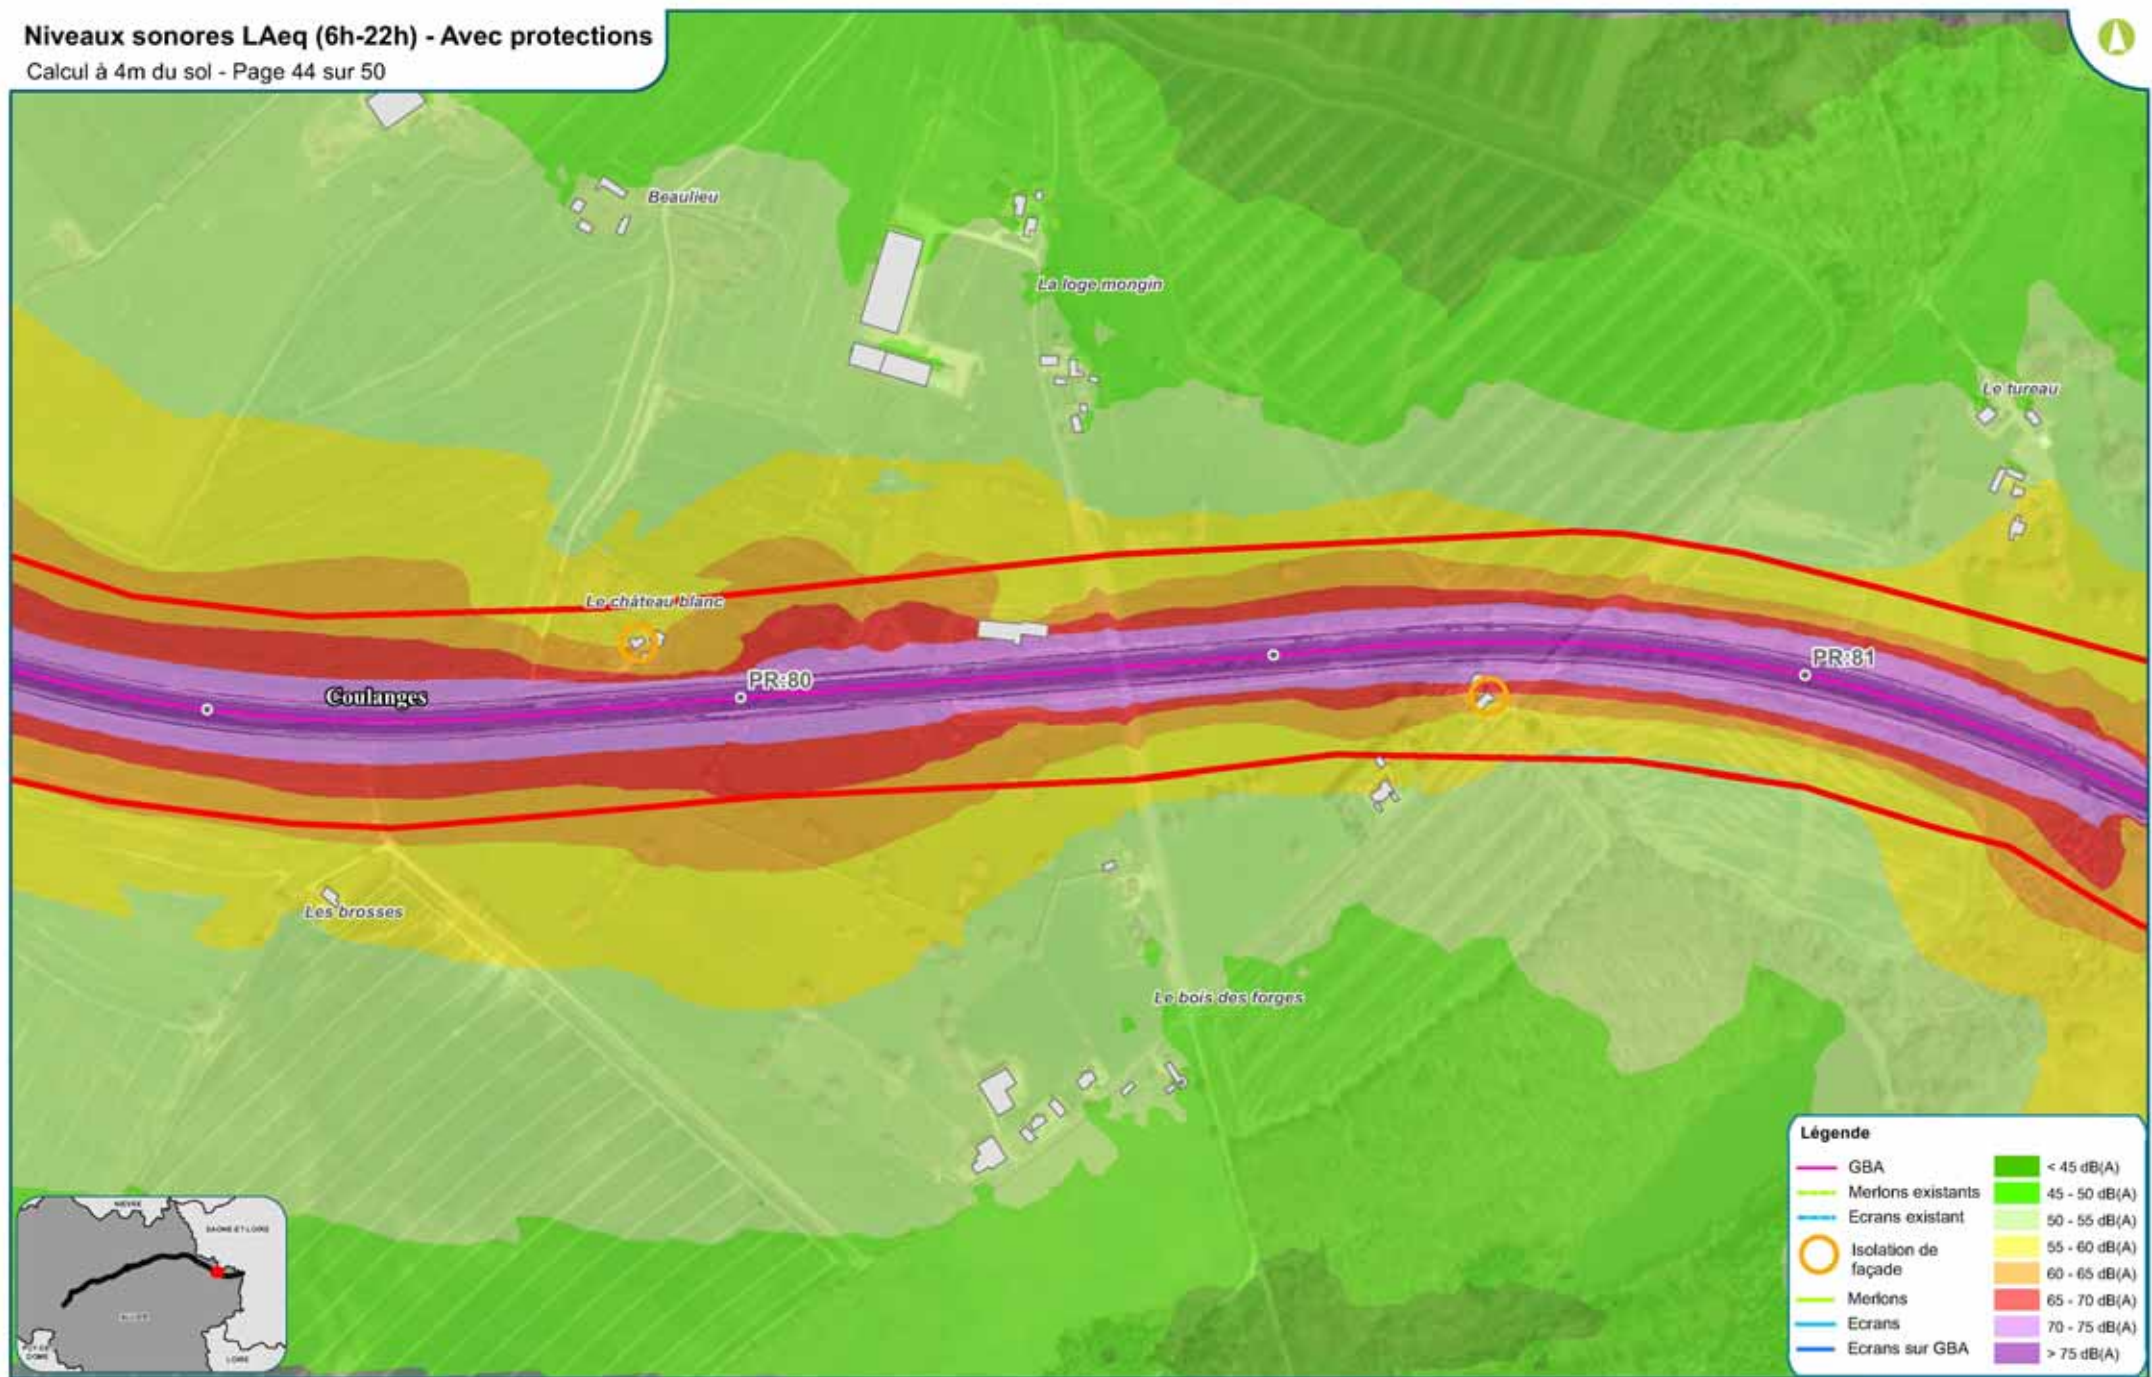 Niveaux sonores LAeq (6h-22h) - Avec protections
Calcul à 4m du sol - Page 44 sur 50
Beaulieu
La loge mongin
Le tureau
Le château blanc
PR:80
PR:81
Coulanges
Les brosses
Le bois des forges
Légende
GBA
Merlons existants
Ecrans existant
Isolation de
façade
Merlons
Ecrans
Ecrans sur GBA
< 45 dB(A)
45 - 50 dB(A)
50 - 55 dB(A)
55 - 60 dB(A)
60 - 65 dB(A)
65 - 70 dB(A)
70 - 75 dB(A)
> 75 dB(A)
NIEVRE
SAONE-ET-LOIRE
ALLIER
PUY-DE-
DOME
LOIRE